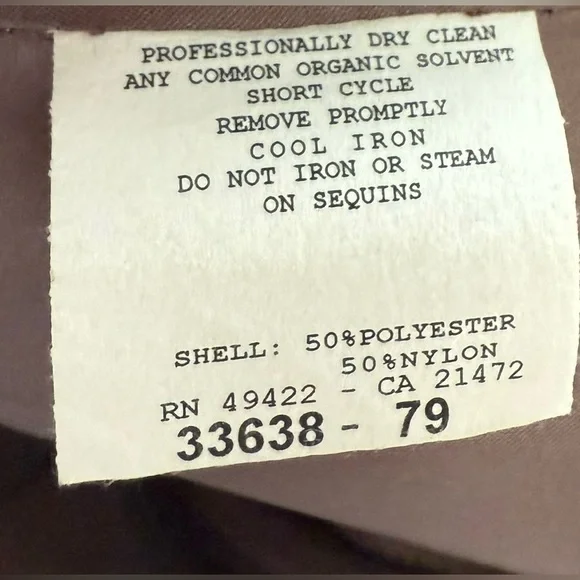 PROFESSIONALLY DRY CLEAN
ANY COMMON ORGANIC SOLVENT
SHORT CYCLE
REMOVE PROMPTLY
COOL IRON
DO NOT IRON OR STEAM
ON SEQUINS
SHELL: 50%POLYESTER
50%NYLON
RN 49422 - CA 21472
33638 - 79